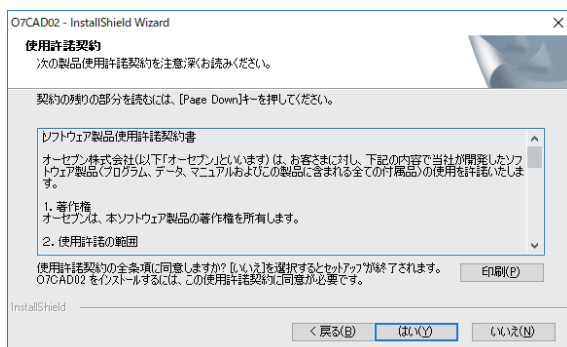 O7CAD02 - InstallShield Wizard
使用許諾契約
次の製品使用許諾契約を注意深くお読みください。
契約の残りの部分を読むには、[Page Down]キーを押してください。
ソフトウェア製品使用許諾契約書
オーセブン株式会社(以下「オーセブン」といいます) は、お客さまに対し、下記の内容で当社が開発したソフ
トウェア製品(プログラム、データ、マニュアルおよびこの製品に含まれる全ての付属品)の使用を許諾いたしま
す。
1. 著作権
オーセブンは、本ソフトウェア製品の著作権を所有します。
2. 使用許諾の範囲
使用許諾契約の全条項に同意しますか? [いいえ]を選択するとセットアップが終了されます。
O7CAD02 をインストールするには、この使用許諾契約に同意が必要です。
印刷(P)
InstallShield
< 戻る(B)
はい(Y)
いいえ(N)